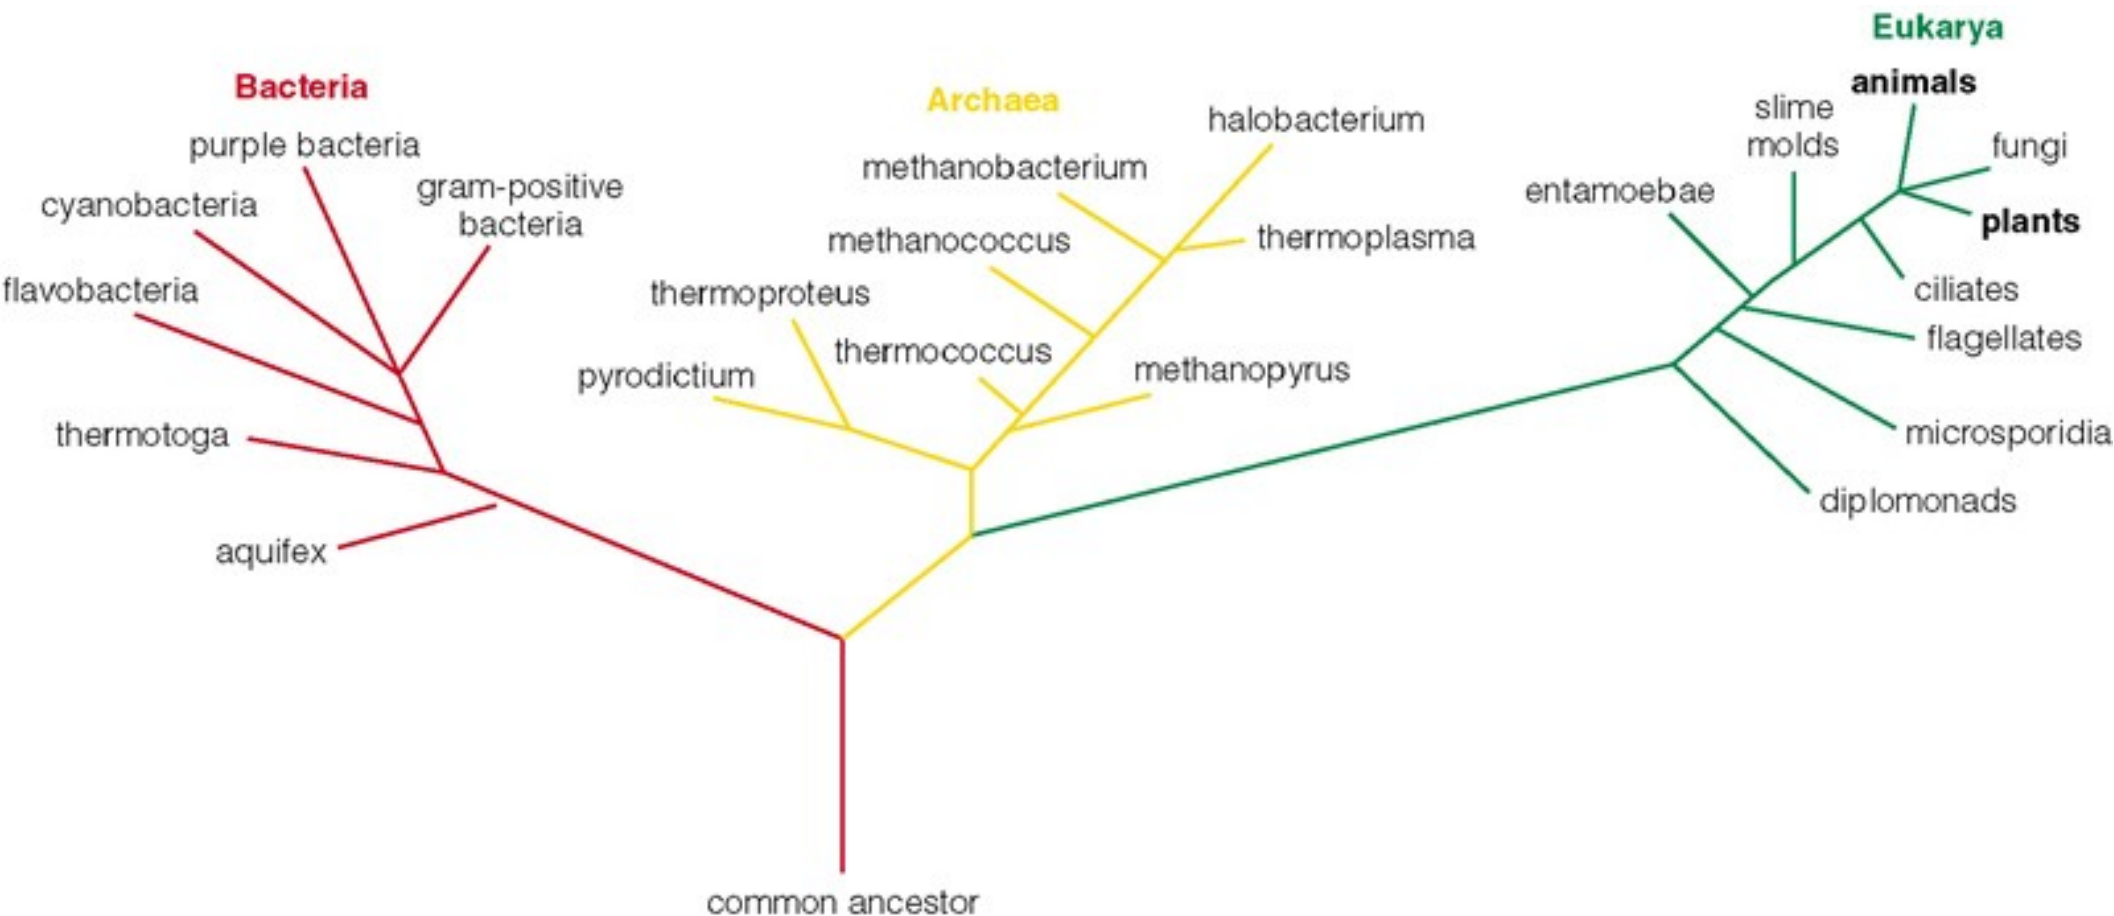 Eukarya
animals
Bacteria
Archaea
slime
molds
halobacterium
purple bacteria
fungi
methanobacterium
gram-positive
bacteria
entamoebae
cyanobacteria
plants
methanococcus
thermoplasma
flavobacteria
thermoproteus
ciliates
thermococcus
flagellates
pyrodictium
methanopyrus
thermotoga
microsporidia
diplomonads
aquifex
common ancestor